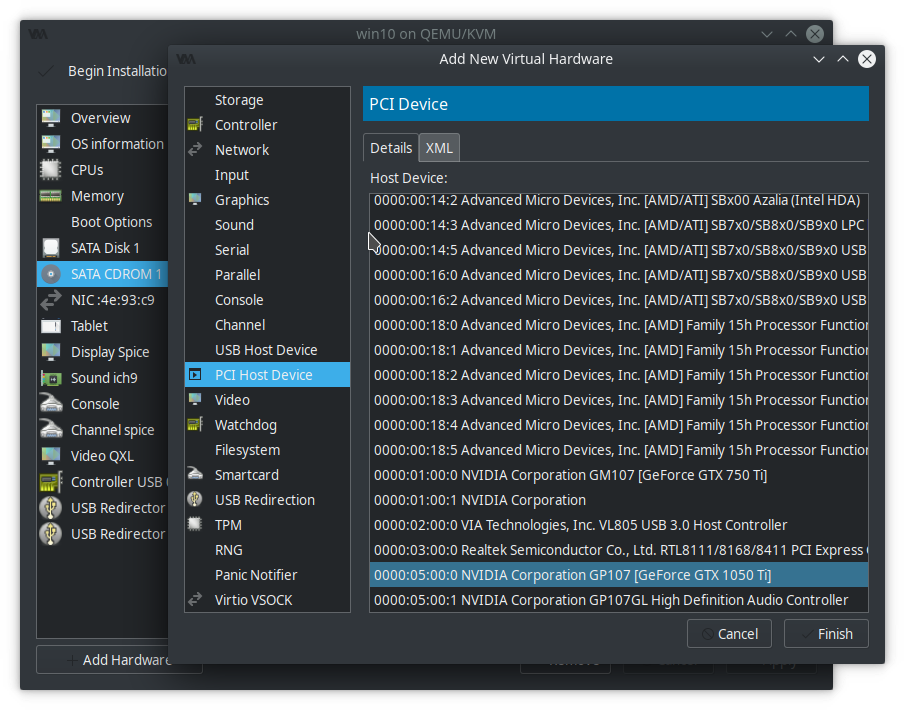 win10 on QEMU/KVM
Begin Installatio
Overview
OS information
CPUs
Memory
Boot Options
SATA Disk 1
SATA CDROM 1
NIC :4e:93:c9
Tablet
Display Spice
Sound ich9
Console
Channel spice
Video QXL
Controller USB
USB Redirector
USB Redirector
Add Hardware
Add New Virtual Hardware
Storage
Controller
Network
Input
Graphics
Sound
Serial
Parallel
Console
Channel
USB Host Device
PCI Host Device
Video
Watchdog
Filesystem
Smartcard
USB Redirection
TPM
RNG
Panic Notifier
Virtio VSOCK
PCI Device
Details XML
Host Device:
0000:00:14:2 Advanced Micro Devices, Inc. [AMD/ATI] SBx00 Azalia (Intel HDA)
0000:00:14:3 Advanced Micro Devices, Inc. [AMD/ATI] SB7x0/SB8x0/SB9x0 LPC
0000:00:14:5 Advanced Micro Devices, Inc. [AMD/ATI] SB7x0/SB8x0/SB9x0 USB
0000:00:16:0 Advanced Micro Devices, Inc. [AMD/ATI] SB7x0/SB8x0/SB9x0 USB
0000:00:16:2 Advanced Micro Devices, Inc. [AMD/ATI] SB7x0/SB8x0/SB9x0 USB
0000:00:18:0 Advanced Micro Devices, Inc. [AMD] Family 15h Processor Function
0000:00:18:1 Advanced Micro Devices, Inc. [AMD] Family 15h Processor Function
0000:00:18:2 Advanced Micro Devices, Inc. [AMD] Family 15h Processor Function
0000:00:18:3 Advanced Micro Devices, Inc. [AMD] Family 15h Processor Function
0000:00:18:4 Advanced Micro Devices, Inc. [AMD] Family 15h Processor Function
0000:00:18:5 Advanced Micro Devices, Inc. [AMD] Family 15h Processor Function
0000:01:00:0 NVIDIA Corporation GM107 [GeForce GTX 750 Ti]
0000:01:00:1 NVIDIA Corporation
0000:02:00:0 VIA Technologies, Inc. VL805 USB 3.0 Host Controller
0000:03:00:0 Realtek Semiconductor Co., Ltd. RTL8111/8168/8411 PCI Express
0000:05:00:0 NVIDIA Corporation GP107 [GeForce GTX 1050 Ti]
0000:05:00:1 NVIDIA Corporation GP107GL High Definition Audio Controller
Cancel Finish